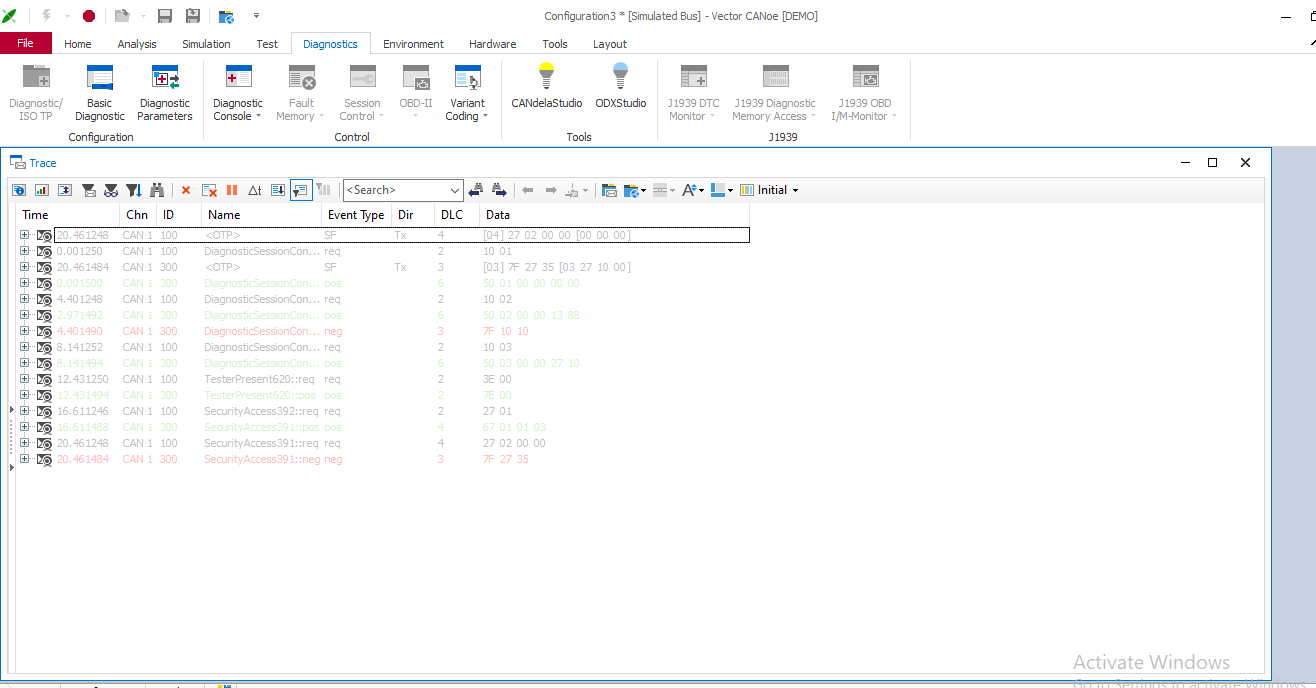 Configuration3 * [Simulated Bus] - Vector CANoe [DEMO]
File Home Analysis Simulation Test Diagnostics Environment Hardware Tools Layout
Diagnostic/ ISO TP
Basic Diagnostic
Diagnostic Parameters
Diagnostic Console
Fault Memory
Session Control
OBD-II
Variant Coding
CANdelaStudio
ODXStudio
J1939 DTC Monitor
J1939 Diagnostic Memory Access
J1939 OBD I/M-Monitor
Configuration Control Tools J1939
Trace
Δt <Search> A Initial
Time Chn ID Name Event Type Dir DLC Data
20.461248 CAN 1 100 <OTP> SF Tx 4 [04] 27 02 00 00 [00 00 00]
0.001250 CAN 1 100 DiagnosticSessionCon... req 2 10 01
20.461484 CAN 1 300 <OTP> SF Tx 3 [03] 7F 27 35 [03 27 10 00]
0.001500 CAN 1 300 DiagnosticSessionCon... pos 6 50 01 00 00 00 00
4.401248 CAN 1 100 DiagnosticSessionCon... req 2 10 02
2.971492 CAN 1 300 DiagnosticSessionCon... pos 6 50 02 00 00 13 88
4.401490 CAN 1 300 DiagnosticSessionCon... neg 3 7F 10 10
8.141252 CAN 1 100 DiagnosticSessionCon... req 2 10 03
8.141494 CAN 1 300 DiagnosticSessionCon... pos 6 50 03 00 00 27 10
12.431250 CAN 1 100 TesterPresent620::req req 2 3E 00
12.431494 CAN 1 300 TesterPresent620::pos pos 2 7E 00
16.611246 CAN 1 100 SecurityAccess392::req req 2 27 01
16.611488 CAN 1 300 SecurityAccess391::pos pos 4 67 01 01 03
20.461248 CAN 1 100 SecurityAccess391::req req 4 27 02 00 00
20.461484 CAN 1 300 SecurityAccess391::neg neg 3 7F 27 35
Activate Windows
Go to Settings to activate Windows.